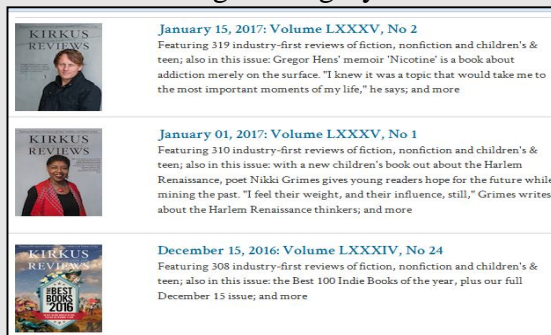 KIRKUS
REVIEWS
January 15, 2017: Volume LXXXV, No 2
Featuring 319 industry-first reviews of fiction, nonfiction and children's &
teen; also in this issue: Gregor Hens' memoir 'Nicotine' is a book about
addiction merely on the surface. "I knew it was a topic that would take me to
the most important moments of my life," he says; and more
KIRKUS
REVIEWS
January 01, 2017: Volume LXXXV, No 1
Featuring 310 industry-first reviews of fiction, nonfiction and children's &
teen; also in this issue: with a new children's book out about the Harlem
Renaissance, poet Nikki Grimes gives young readers hope for the future while
mining the past. "I feel their weight, and their influence, still," Grimes writes
about the Harlem Renaissance thinkers; and more
KIRKUS
REVIEWS
BEST
BOOKS
2016
December 15, 2016: Volume LXXXIV, No 24
Featuring 308 industry-first reviews of fiction, nonfiction and children's &
teen; also in this issue: the Best 100 Indie Books of the year, plus our full
December 15 issue; and more